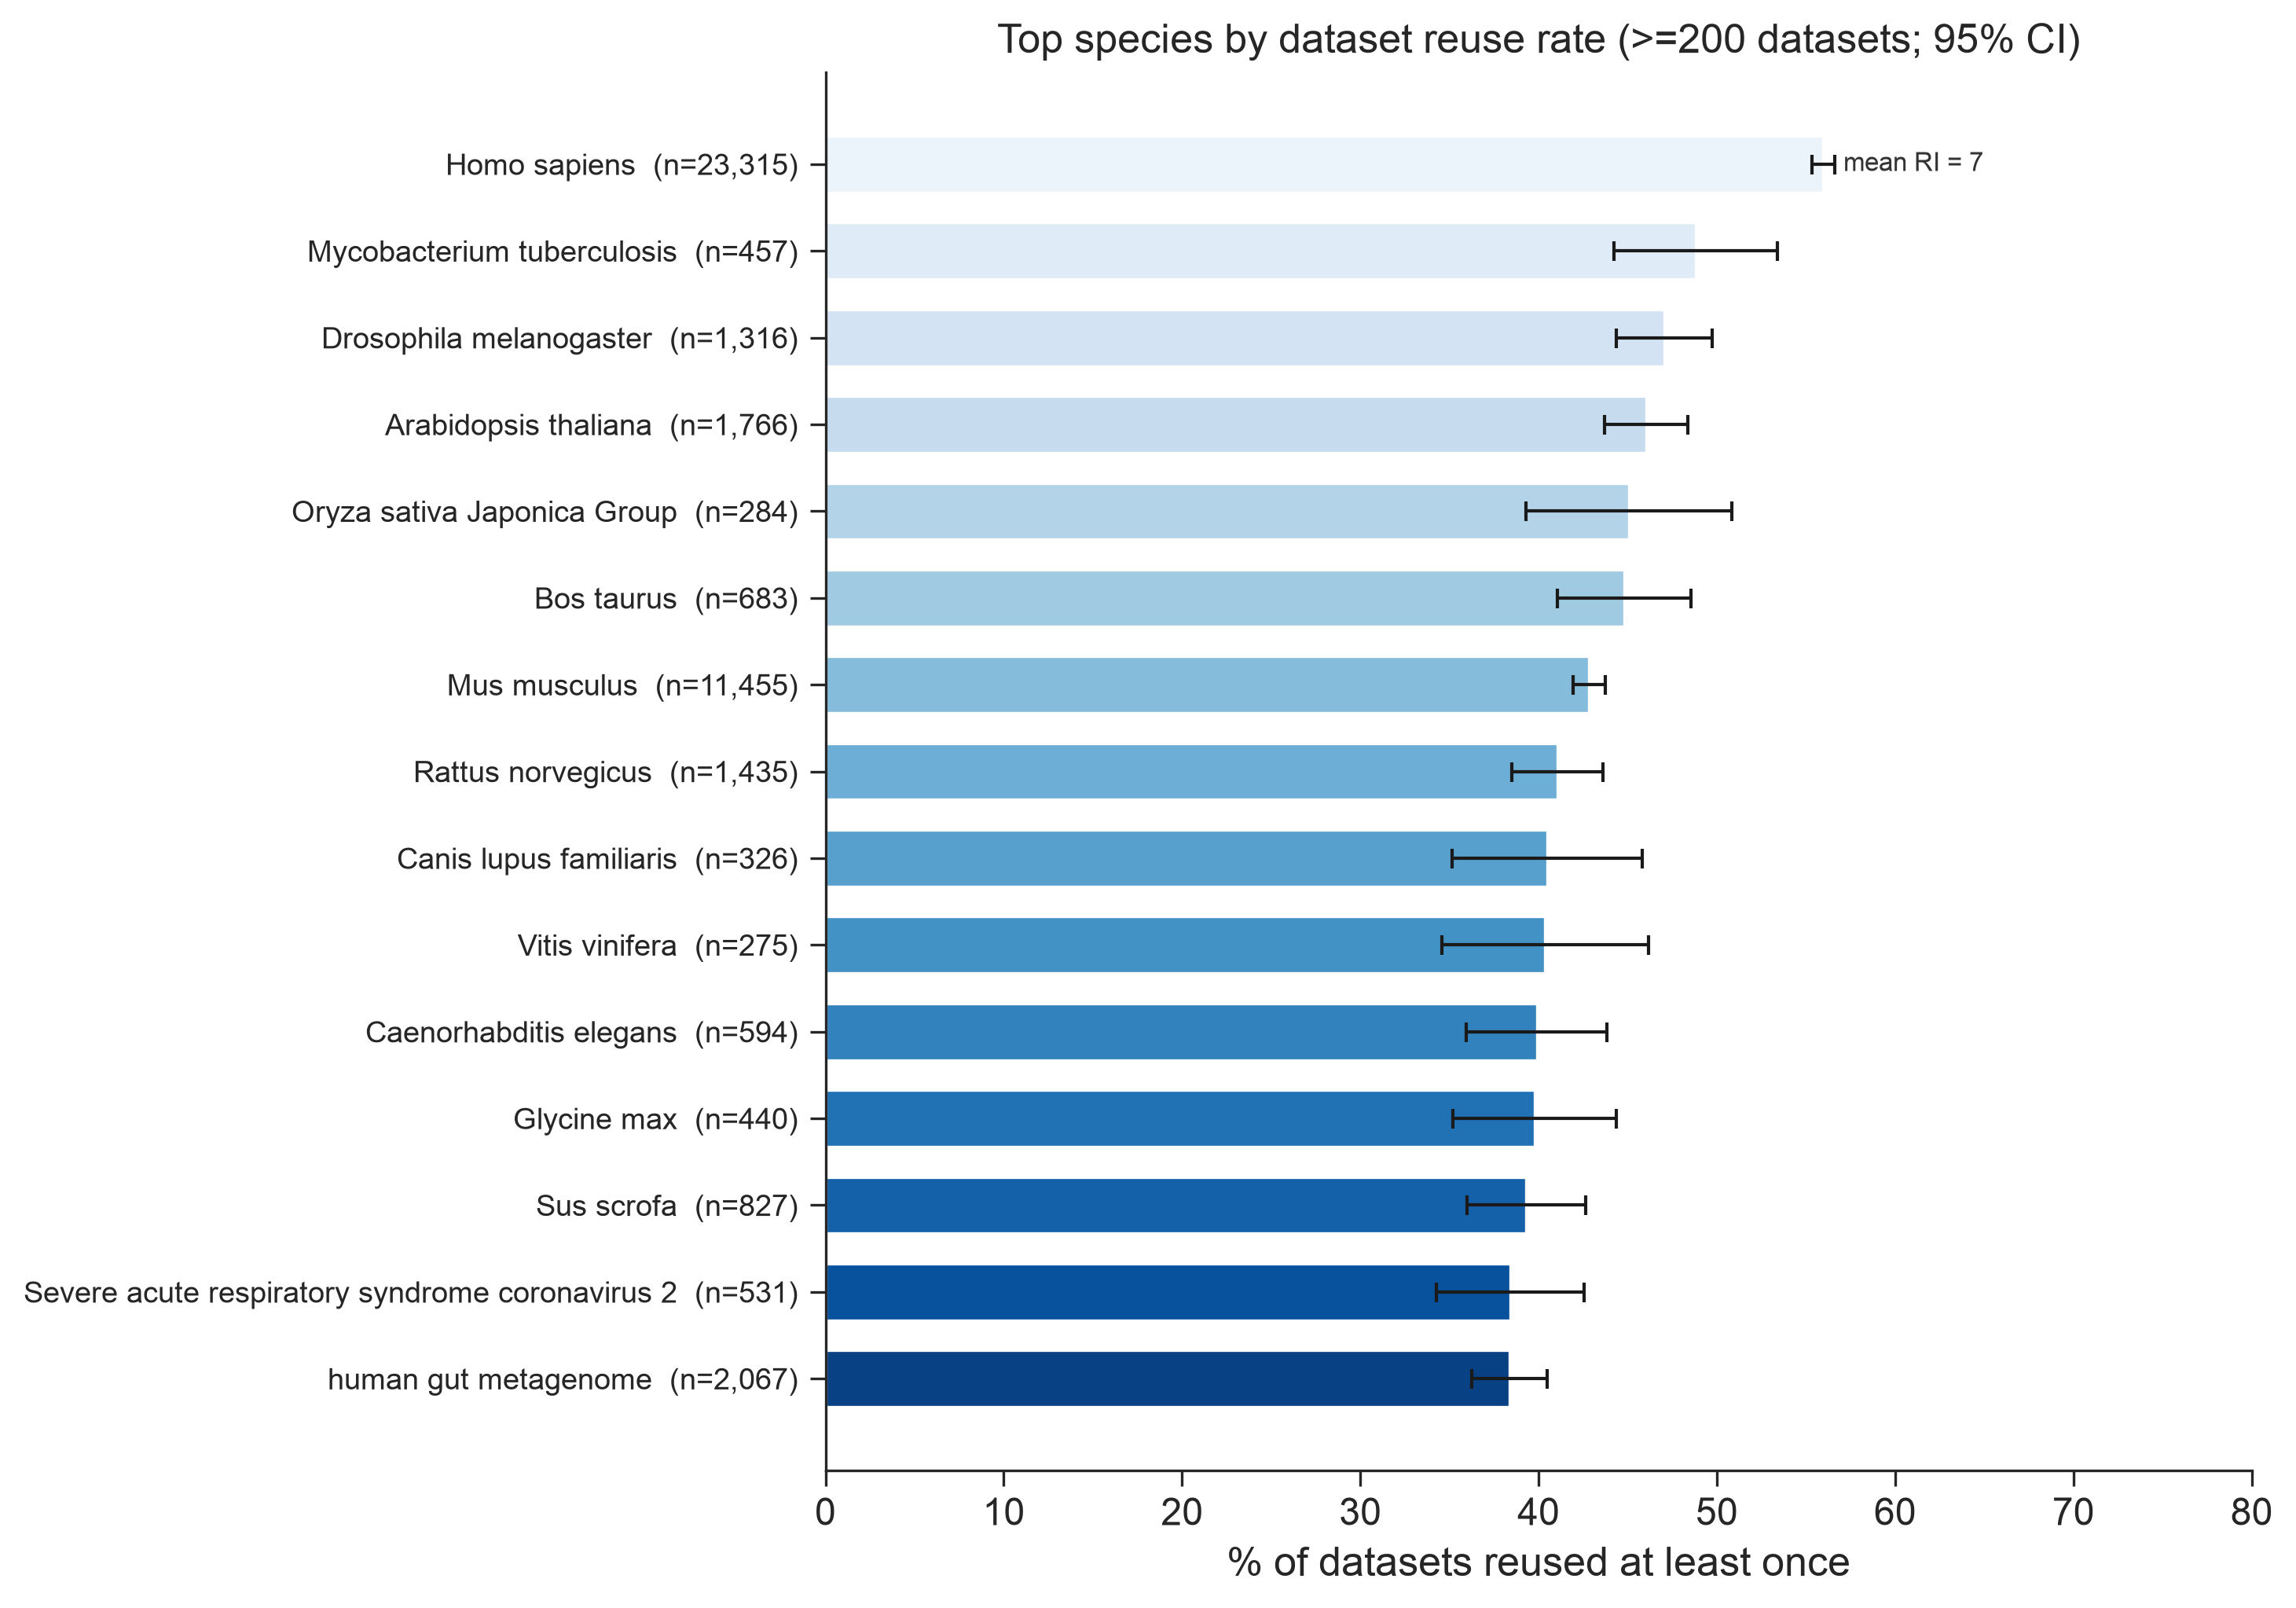 Top species by dataset reuse rate (>=200 datasets; 95% CI)
Homo sapiens (n=23,315)
mean RI = 7
Mycobacterium tuberculosis (n=457)
Drosophila melanogaster (n=1,316)
Arabidopsis thaliana (n=1,766)
Oryza sativa Japonica Group (n=284)
Bos taurus (n=683)
Mus musculus (n=11,455)
Rattus norvegicus (n=1,435)
Canis lupus familiaris (n=326)
Vitis vinifera (n=275)
Caenorhabditis elegans (n=594)
Glycine max (n=440)
Sus scrofa (n=827)
Severe acute respiratory syndrome coronavirus 2 (n=531)
human gut metagenome (n=2,067)
0 10 20 30 40 50 60 70 80
% of datasets reused at least once